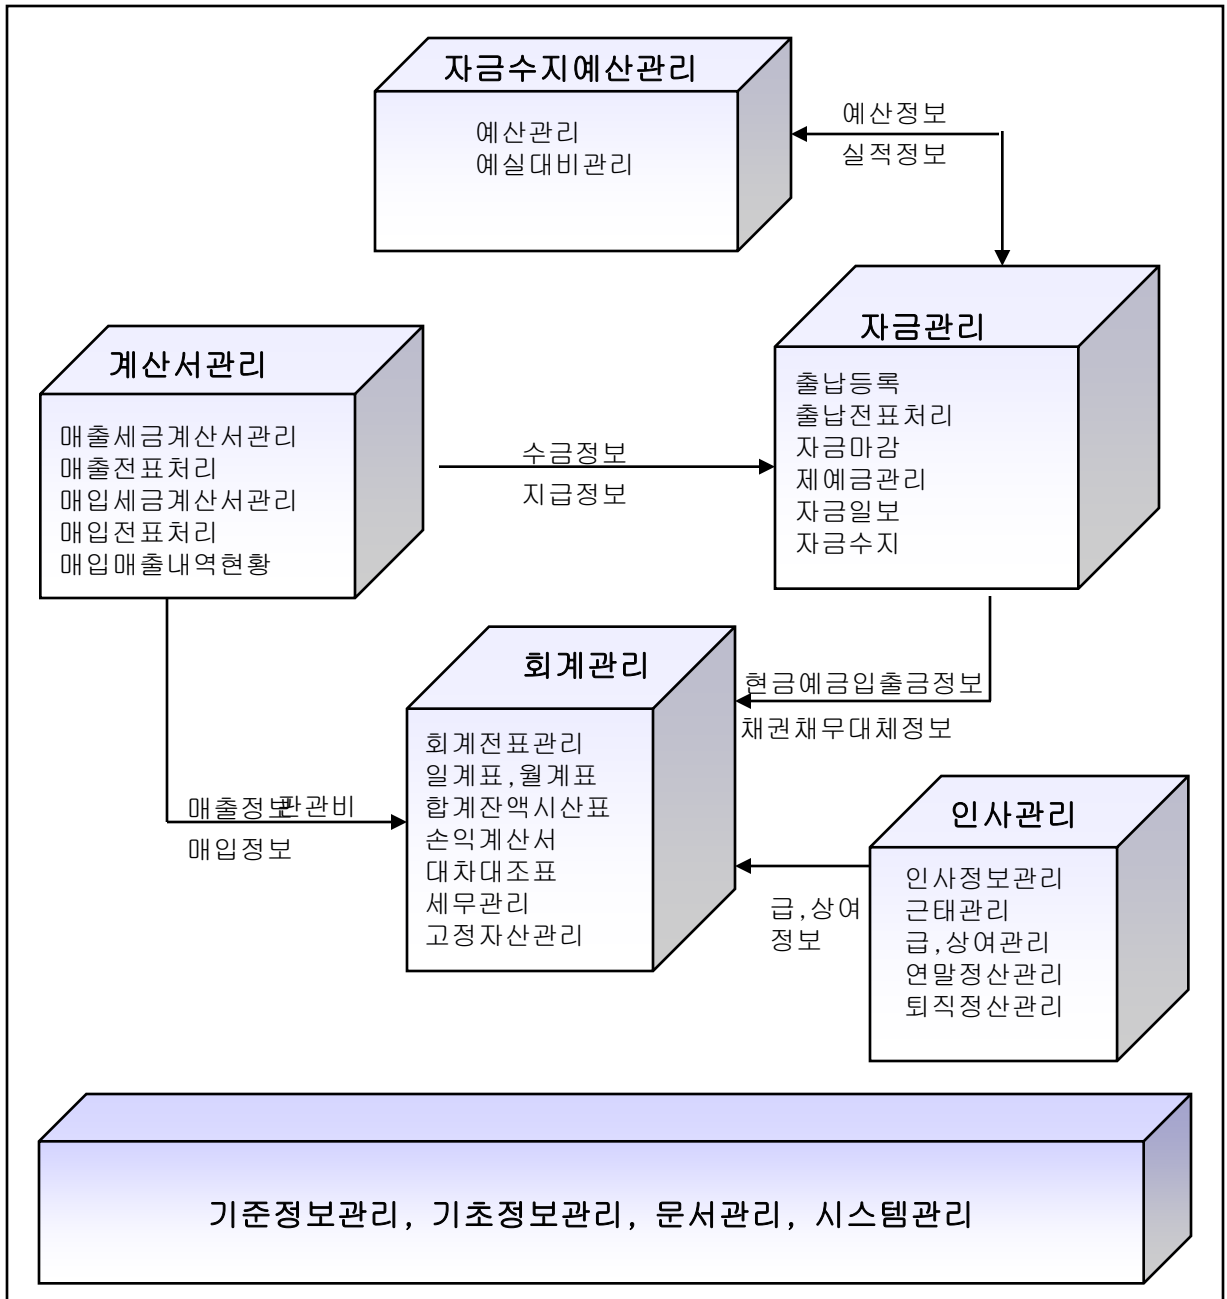 자금수지예산관리
예산관리
예실대비관리
예산정보
실적정보
자금관리
출납등록
출납전표처리
자금마감
제예금관리
자금일보
자금수지
계산서관리
매출세금계산서관리
매출전표처리
매입세금계산서관리
매입전표처리
매입매출내역현황
수금정보
지급정보
회계관리
회계전표관리
일계표,월계표
합계잔액시산표
손익계산서
대차대조표
세무관리
고정자산관리
현금예금입출금정보
채권채무대체정보
매출정보
판관비
매입정보
인사관리
인사정보관리
근태관리
급,상여관리
연말정산관리
퇴직정산관리
급,상여
정보
기준정보관리, 기초정보관리, 문서관리, 시스템관리